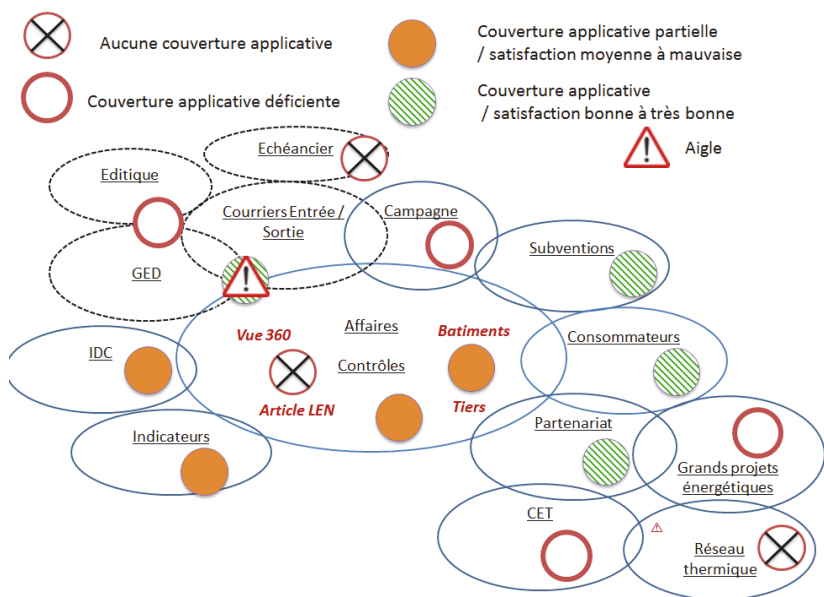 Aucune couverture applicative
Couverture applicative partielle
/ satisfaction moyenne à mauvaise
Couverture applicative déficiente
Couverture applicative
/ satisfaction bonne à très bonne
Aigle
Echéancier
Editique
Courriers Entrée /
Sortie
Campagne
GED
Subventions
Vue 360
Affaires
Batiments
Consommateurs
IDC
Contrôles
Article LEN
Tiers
Indicateurs
Partenariat
Grands projets
énergétiques
CET
Réseau
thermique